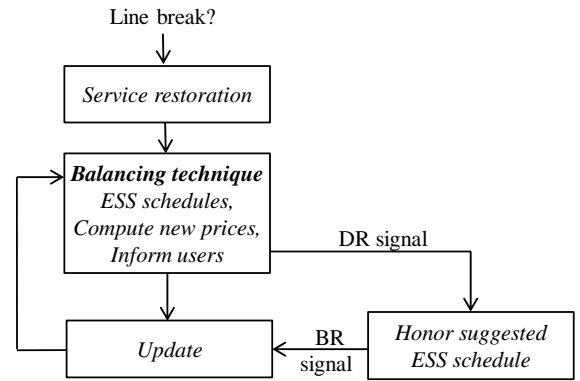 Line break?
Service restoration
Balancing technique
ESS schedules,
Compute new prices,
Inform users
DR signal
Update
BR
signal
Honor suggested
ESS schedule